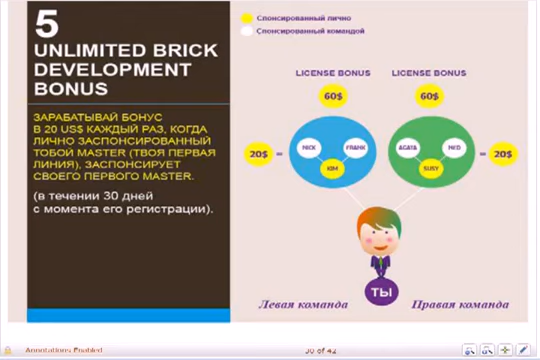 5
UNLIMITED BRICK
DEVELOPMENT
BONUS
ЗАРАБАТЫВАЙ БОНУС
В 20 US$ КАЖДЫЙ РАЗ, КОГДА
ЛИЧНО ЗАСПОНСИРОВАННЫЙ
ТОБОЙ MASTER (ТВОЯ ПЕРВАЯ
ЛИНИЯ), ЗАСПОНСИРУЕТ
СВОЕГО ПЕРВОГО MASTER.
(в течении 30 дней
с момента его регистрации).
Спонсированный лично
Спонсированный командой
LICENSE BONUS LICENSE BONUS
60$ 60$
20$ = NICK FRANK AGATA NED = 20$
KIM SUSY
ТЫ
Левая команда Правая команда
Annotations Enabled 30 of 42